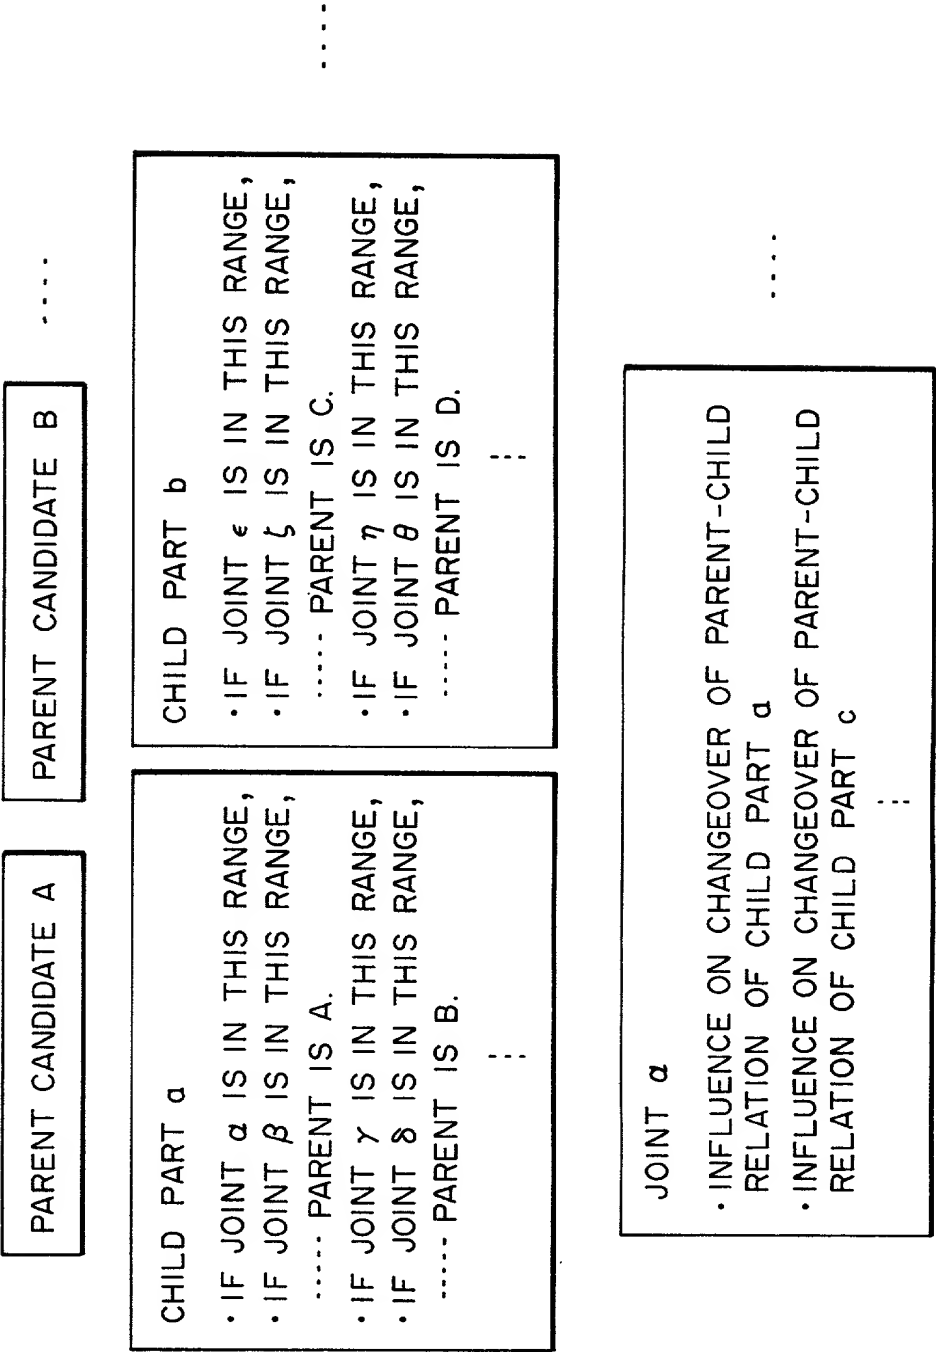 PARENT CANDIDATE A
PARENT CANDIDATE B
.....
CHILD PART a
· IF JOINT α IS IN THIS RANGE,
· IF JOINT β IS IN THIS RANGE,
..... PARENT IS A.
· IF JOINT γ IS IN THIS RANGE,
· IF JOINT δ IS IN THIS RANGE,
..... PARENT IS B.
...
CHILD PART b
· IF JOINT ϵ IS IN THIS RANGE,
· IF JOINT ζ IS IN THIS RANGE,
..... PARENT IS C.
· IF JOINT η IS IN THIS RANGE,
· IF JOINT θ IS IN THIS RANGE,
..... PARENT IS D.
...
.....
JOINT α
· INFLUENCE ON CHANGEOVER OF PARENT-CHILD
RELATION OF CHILD PART a
· INFLUENCE ON CHANGEOVER OF PARENT-CHILD
RELATION OF CHILD PART c
...
.....